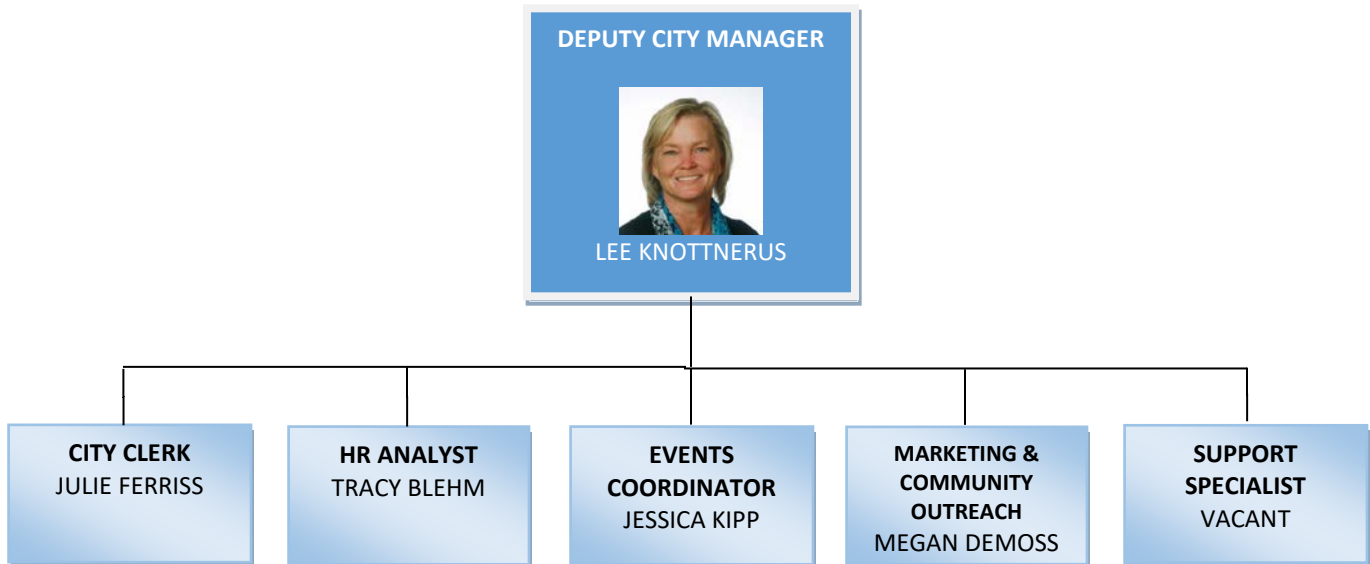 DEPUTY CITY MANAGER
LEE KNOTTNERUS
CITY CLERK
JULIE FERRISS
HR ANALYST
TRACY BLEHM
EVENTS
COORDINATOR
JESSICA KIPP
MARKETING &
COMMUNITY
OUTREACH
MEGAN DEMOSS
SUPPORT
SPECIALIST
VACANT